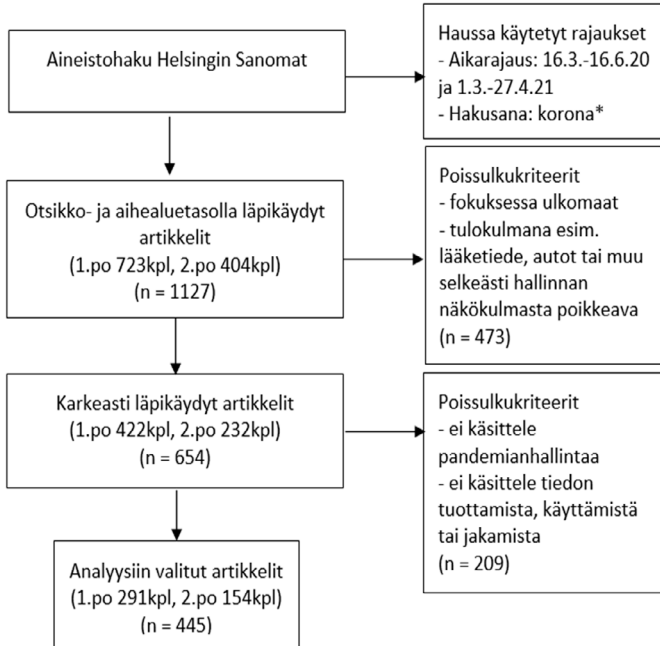 Aineistohaku Helsingin Sanomat
Haussa käytetyt rajaukset
- Aikarajaus: 16.3.-16.6.20
ja 1.3.-27.4.21
- Hakusana: korona*
Otsikko- ja aihealuetasolla läpikäydyt
artikkelit
(1.po 723kpl, 2.po 404kpl)
(n = 1127)
Poissulkukriteerit
- fokuksessa ulkomaat
- tulokulmana esim.
lääketiede, autot tai muu
selkeästi hallinnan
näkökulmasta poikkeava
(n = 473)
Karkeasti läpikäydyt artikkelit
(1.po 422kpl, 2.po 232kpl)
(n = 654)
Poissulkukriteerit
- ei käsittele
pandemianhallintaa
- ei käsittele tiedon
tuottamista, käyttämistä
tai jakamista
(n = 209)
Analyysiin valitut artikkelit
(1.po 291kpl, 2.po 154kpl)
(n = 445)